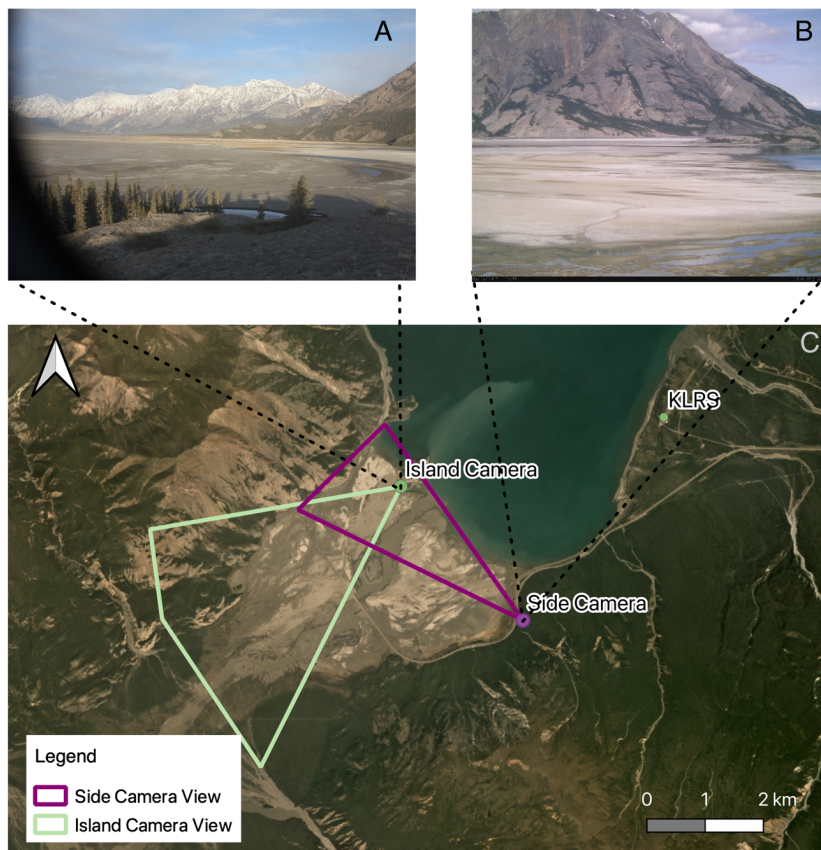 A
B
C
KLRS
Island Camera
Side Camera
Legend
Side Camera View
Island Camera View
0 1 2 km